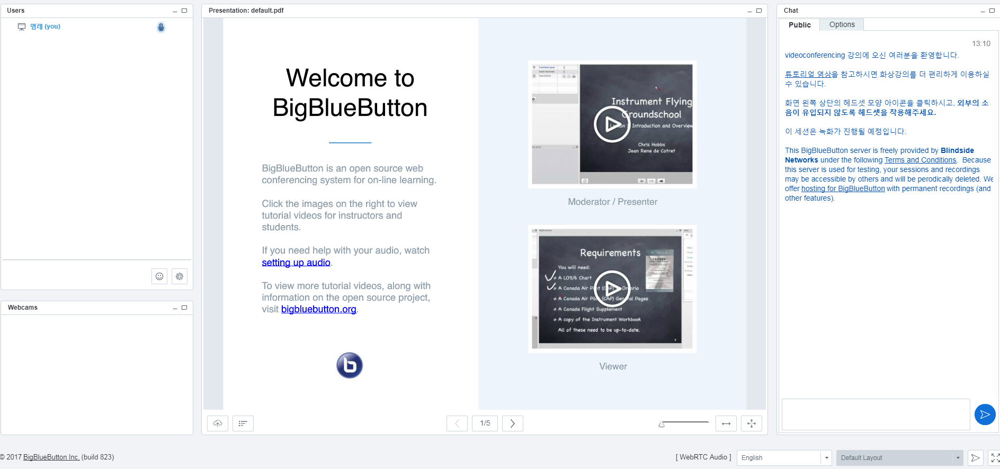 Users
엠레 (you)
Webcams
Presentation: default.pdf
Welcome to
BigBlueButton
BigBlueButton is an open source web
conferencing system for on-line learning.
Click the images on the right to view
tutorial videos for instructors and
students.
If you need help with your audio, watch
setting up audio.
To view more tutorial videos, along with
information on the open source project,
visit bigbluebutton.org.
b
Instrument Flying
Groundschool
Introduction and Overview
Chris Hobbs
Jean Rene de Cotret
1/12
Moderator / Presenter
Requirements
You will need:
A LO5/6 Chart
A Canada Air Pilot (CAP) Ontario
A Canada Air Pilot (CAP) General Pages
A Canada Flight Supplement
A copy of the Instrument Workbook
All of these need to be up-to-date.
Viewer
1/5
Chat
Public
Options
13:10
videoconferencing 강의에 오신 여러분을 환영합니다.
튜토리얼 영상을 참고하시면 화상강의를 더 편리하게 이용하실
수 있습니다.
화면 왼쪽 상단의 헤드셋 모양 아이콘을 클릭하시고, 외부의 소
음이 유입되지 않도록 헤드셋을 착용해주세요.
이 세션은 녹화가 진행될 예정입니다.
This BigBlueButton server is freely provided by Blindside
Networks under the following Terms and Conditions.  Because
this server is used for testing, your sessions and recordings
may be accessible by others and will be perodically deleted. We
offer hosting for BigBlueButton with permanent recordings (and
other features).
© 2017 BigBlueButton Inc. (build 823)
[ WebRTC Audio ]
English
Default Layout